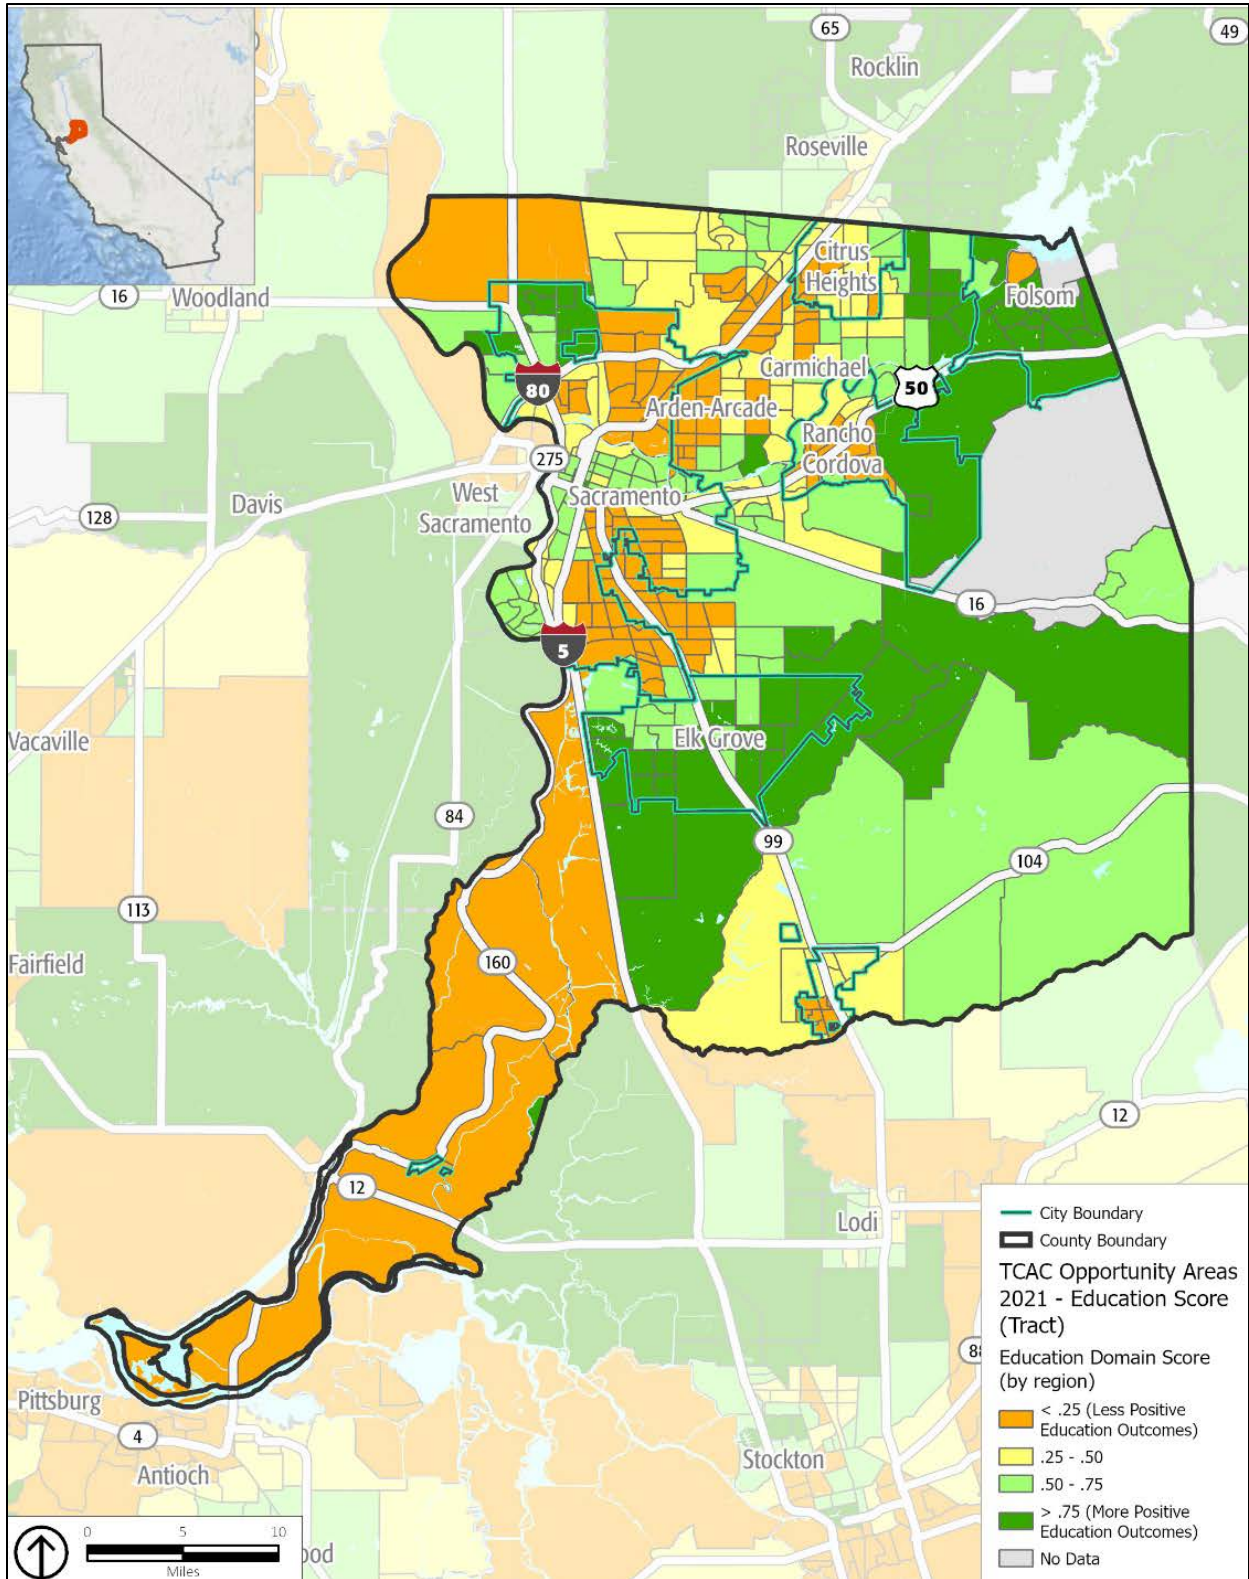 65
49
Rocklin
Roseville
Citrus
Heights
Folsom
16
Woodland
80
Carmichael
50
Arden-Arcade
Rancho
Cordova
275
West
Sacramento
Sacramento
Davis
128
16
5
Vacaville
Elk Grove
84
99
104
113
160
Fairfield
12
12
Lodi
Pittsburg
4
Antioch
Stockton
City Boundary
County Boundary
TCAC Opportunity Areas
2021 - Education Score
(Tract)
Education Domain Score
(by region)
< .25 (Less Positive
Education Outcomes)
.25 - .50
.50 - .75
> .75 (More Positive
Education Outcomes)
No Data
0 5 10
Miles